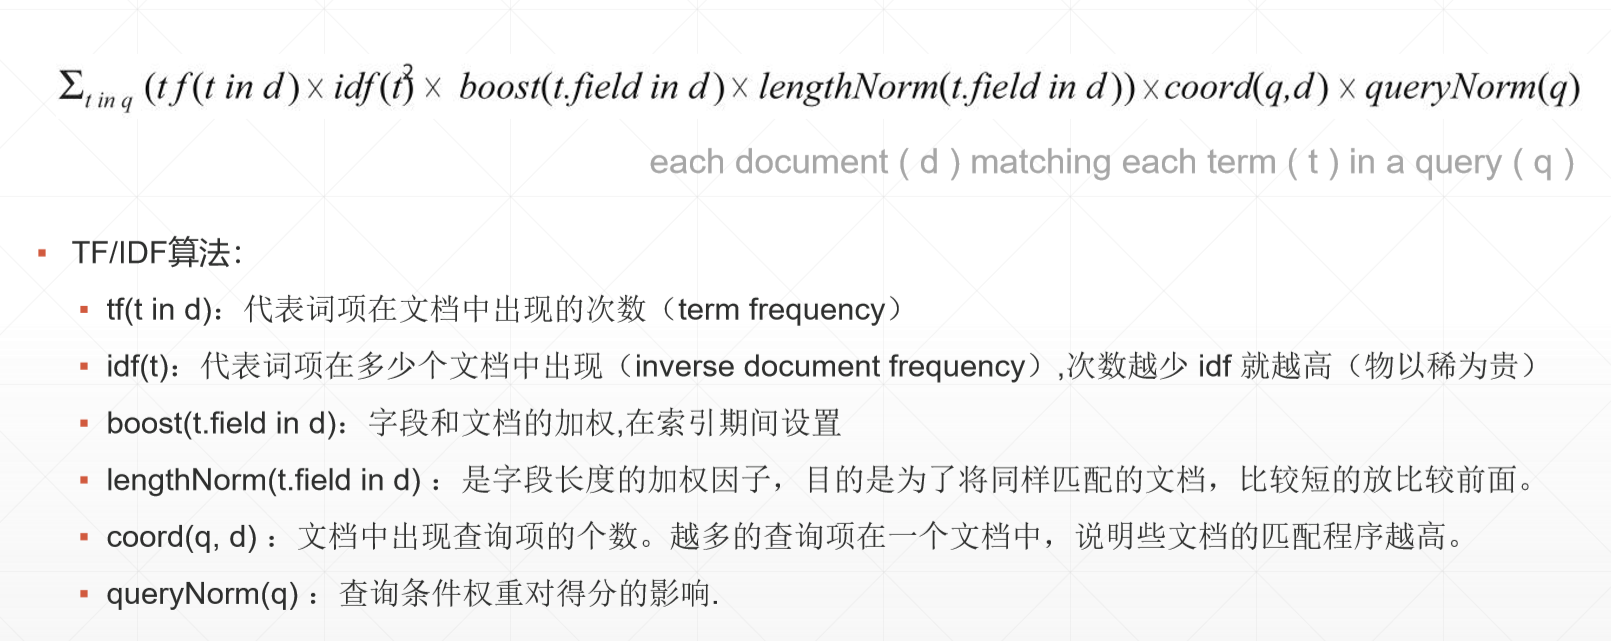 Σt in q (tf(t in d) × idf(t)² × boost(t.field in d) × lengthNorm(t.field in d)) × coord(q,d) × queryNorm(q)
each document ( d ) matching each term ( t ) in a query ( q )
▪ TF/IDF算法：
▪ tf(t in d)：代表词项在文档中出现的次数（term frequency）
▪ idf(t)：代表词项在多少个文档中出现（inverse document frequency）,次数越少 idf 就越高（物以稀为贵）
▪ boost(t.field in d)：字段和文档的加权,在索引期间设置
▪ lengthNorm(t.field in d) ：是字段长度的加权因子，目的是为了将同样匹配的文档，比较短的放比较前面。
▪ coord(q, d) ：文档中出现查询项的个数。越多的查询项在一个文档中，说明些文档的匹配程序越高。
▪ queryNorm(q) ：查询条件权重对得分的影响.